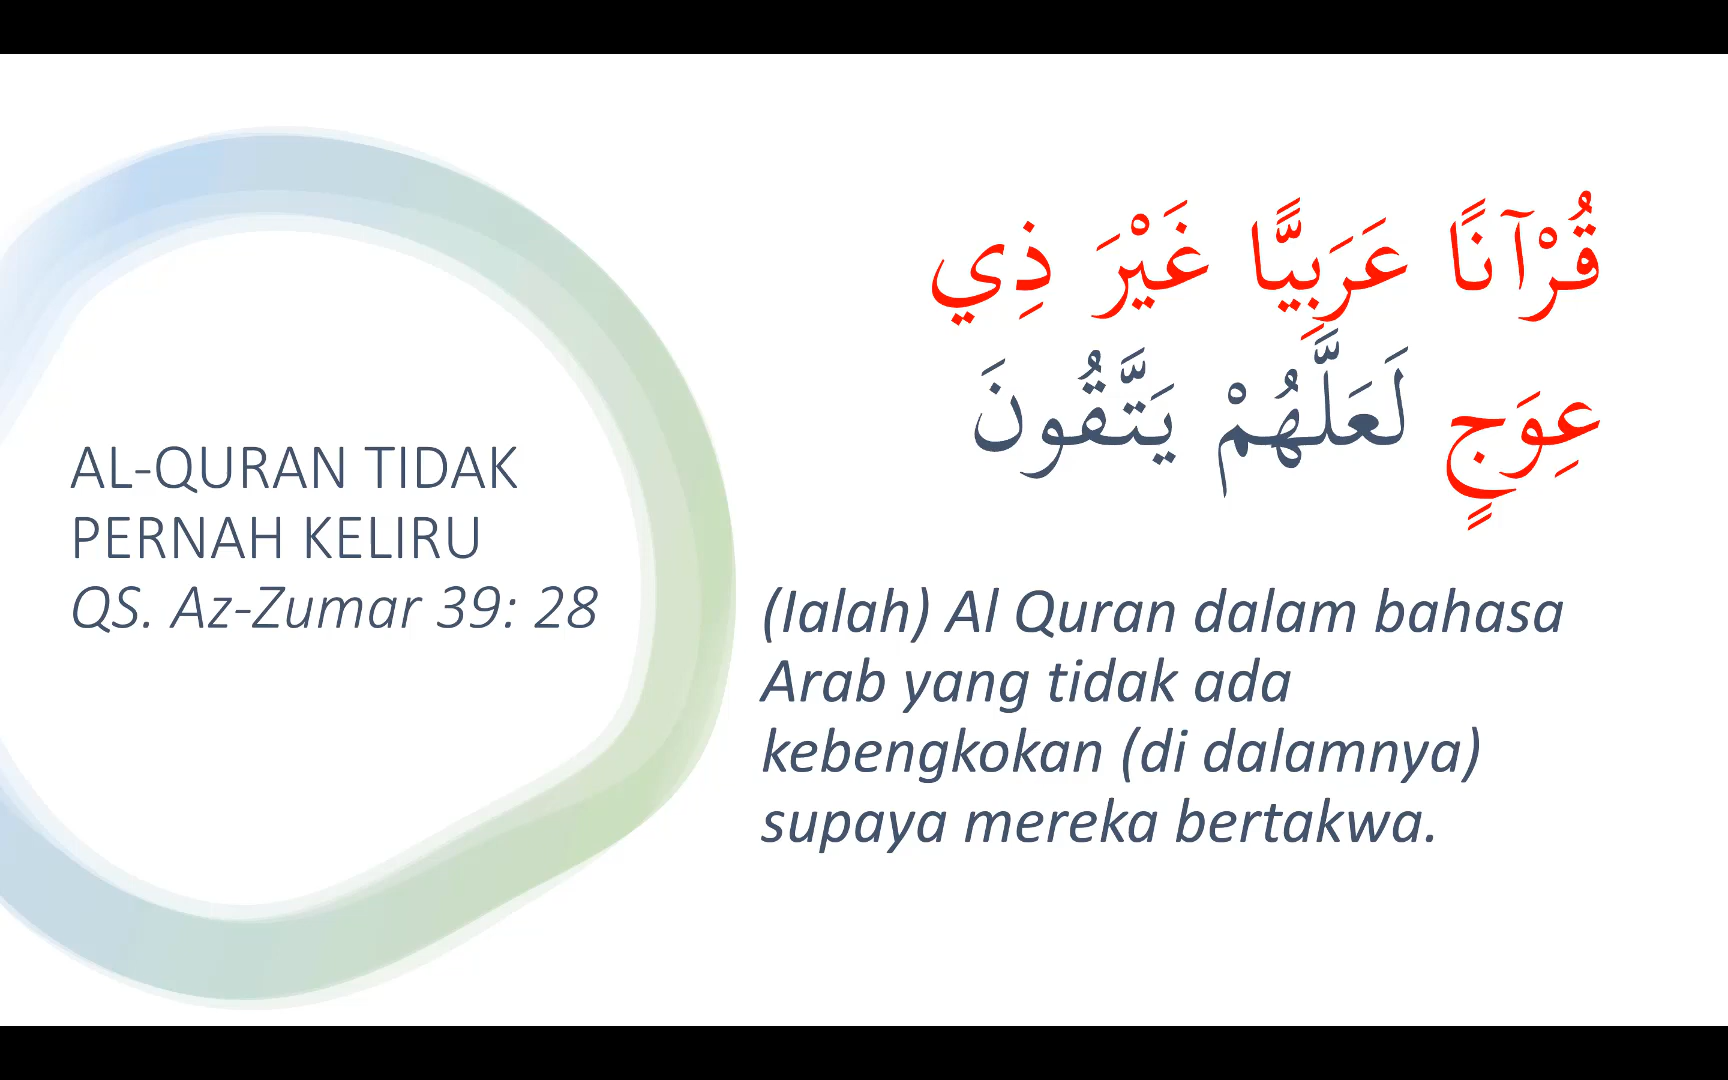 AL-QURAN TIDAK
PERNAH KELIRU
QS. Az-Zumar 39: 28
قُرْآنًا عَرَبِيًّا غَيْرَ ذِي
عِوَجٍ لَعَلَّهُمْ يَتَّقُونَ
(Ialah) Al Quran dalam bahasa
Arab yang tidak ada
kebengkokan (di dalamnya)
supaya mereka bertakwa.